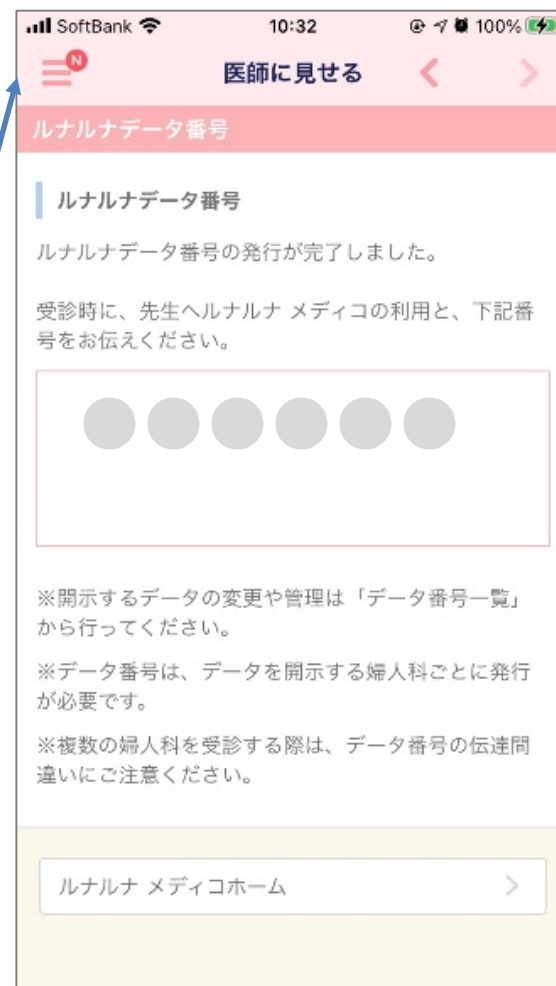 SoftBank 10:32 100%
N
医師に見せる
ルナルナデータ番号
ルナルナデータ番号
ルナルナデータ番号の発行が完了しました。
受診時に、先生へルナルナ メディコの利用と、下記番
号をお伝えください。
※開示するデータの変更や管理は「データ番号一覧」
から行ってください。
※データ番号は、データを開示する婦人科ごとに発行
が必要です。
※複数の婦人科を受診する際は、データ番号の伝達間
違いにご注意ください。
ルナルナ メディコホーム